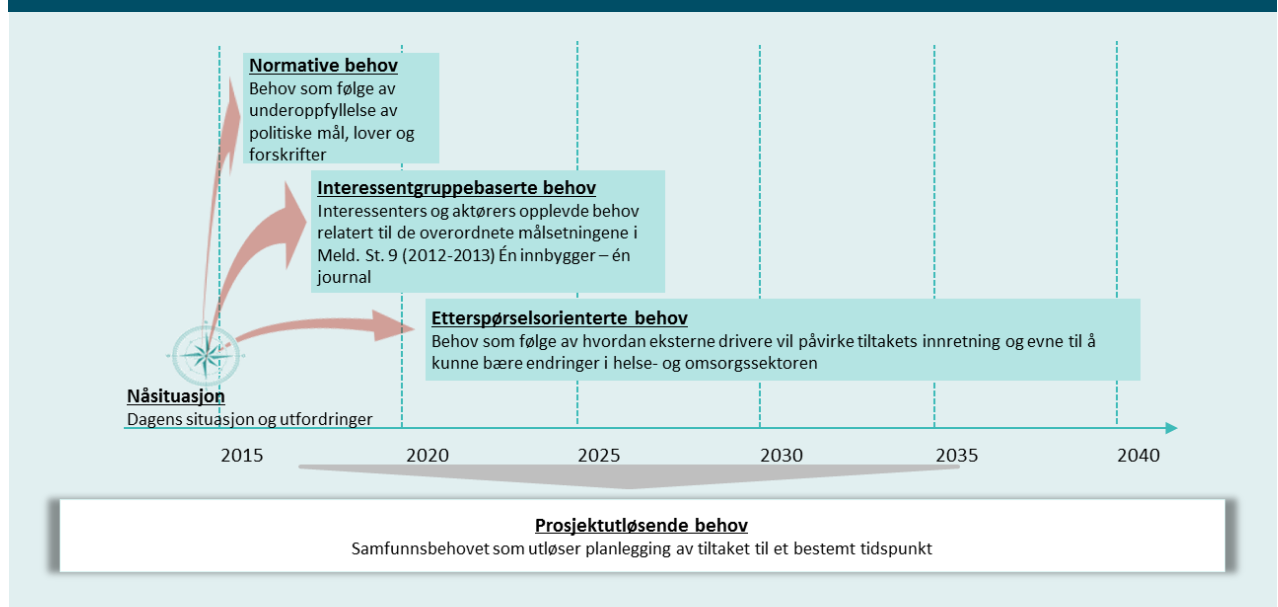 Normative behov
Behov som følge av
underoppfyllelse av
politiske mål, lover og
forskrifter
Interessentgruppebaserte behov
Interessenters og aktørers opplevde behov
relatert til de overordnete målsetningene i
Meld. St. 9 (2012-2013) Én innbygger – én
journal
Etterspørselsorienterte behov
Behov som følge av hvordan eksterne drivere vil påvirke tiltakets innretning og evne til å
kunne bære endringer i helse- og omsorgssektoren
Nåsituasjon
Dagens situasjon og utfordringer
2015 2020 2025 2030 2035 2040
Prosjektutløsende behov
Samfunnsbehovet som utløser planlegging av tiltaket til et bestemt tidspunkt